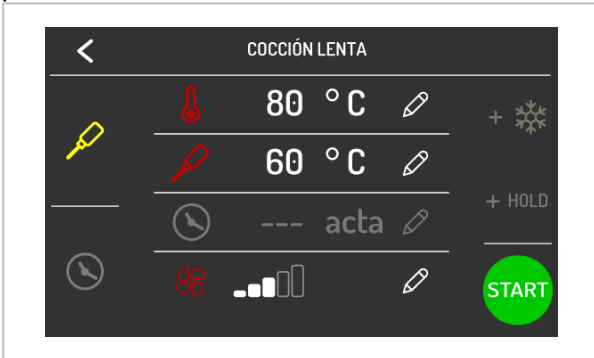 COCCIÓN LENTA
80 °C
60 °C
--- acta
+
+ HOLD
START